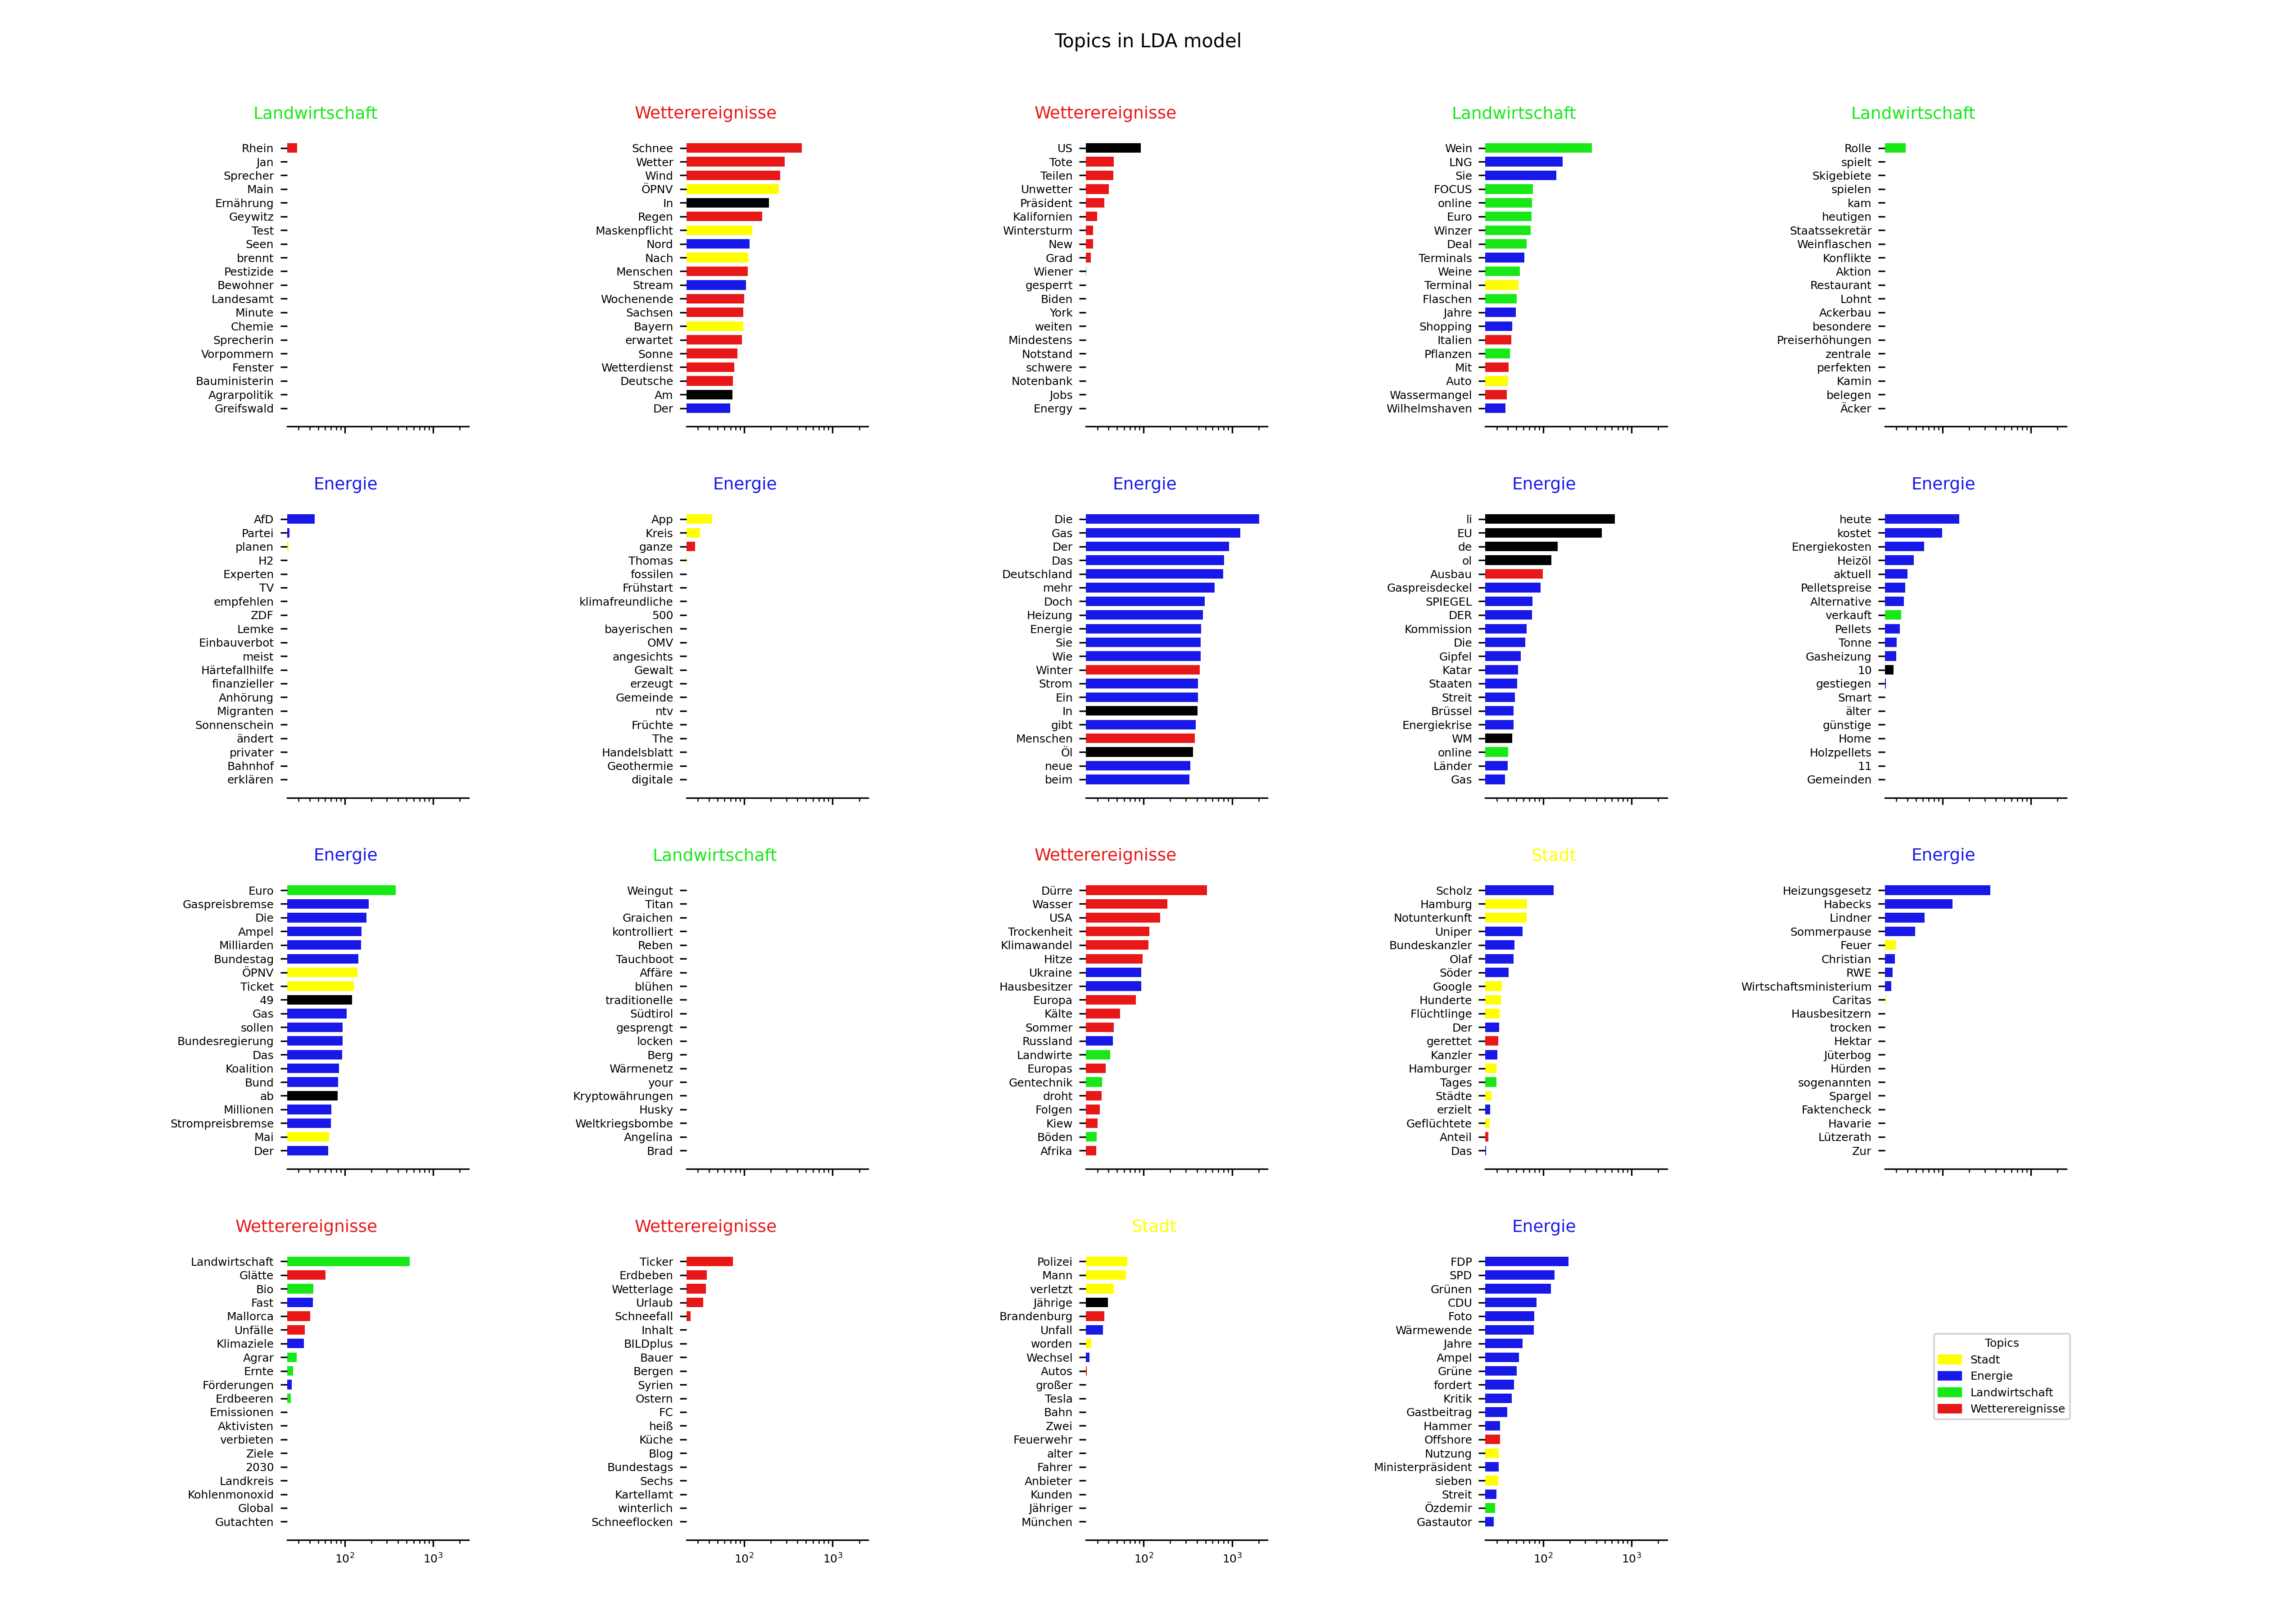 Topics in LDA model
Landwirtschaft
Rhein
Jan
Sprecher
Main
Ernährung
Geywitz
Test
Seen
brennt
Pestizide
Bewohner
Landesamt
Minute
Chemie
Sprecherin
Vorpommern
Fenster
Bauministerin
Agrarpolitik
Greifswald
Wetterereignisse
Schnee
Wetter
Wind
ÖPNV
In
Regen
Maskenpflicht
Nord
Nach
Menschen
Stream
Wochenende
Sachsen
Bayern
erwartet
Sonne
Wetterdienst
Deutsche
Am
Der
Wetterereignisse
US
Tote
Teilen
Unwetter
Präsident
Kalifornien
Wintersturm
New
Grad
Wiener
gesperrt
Biden
York
weiten
Mindestens
Notstand
schwere
Notenbank
Jobs
Energy
Landwirtschaft
Wein
LNG
Sie
FOCUS
online
Euro
Winzer
Deal
Terminals
Weine
Terminal
Flaschen
Jahre
Shopping
Italien
Pflanzen
Mit
Auto
Wassermangel
Wilhelmshaven
Landwirtschaft
Rolle
spielt
Skigebiete
spielen
kam
heutigen
Staatssekretär
Weinflaschen
Konflikte
Aktion
Restaurant
Lohnt
Ackerbau
besondere
Preiserhöhungen
zentrale
perfekten
Kamin
belegen
Äcker
Energie
AfD
Partei
planen
H2
Experten
TV
empfehlen
ZDF
Lemke
Einbauverbot
meist
Härtefallhilfe
finanzieller
Anhörung
Migranten
Sonnenschein
ändert
privater
Bahnhof
erklären
Energie
App
Kreis
ganze
Thomas
fossilen
Frühstart
klimafreundliche
500
bayerischen
OMV
angesichts
Gewalt
erzeugt
Gemeinde
ntv
Früchte
The
Handelsblatt
Geothermie
digitale
Energie
Die
Gas
Der
Das
Deutschland
mehr
Doch
Heizung
Energie
Sie
Wie
Winter
Strom
Ein
In
gibt
Menschen
Öl
neue
beim
Energie
li
EU
de
ol
Ausbau
Gaspreisdeckel
SPIEGEL
DER
Kommission
Die
Gipfel
Katar
Staaten
Streit
Brüssel
Energiekrise
WM
online
Länder
Gas
Energie
heute
kostet
Energiekosten
Heizöl
aktuell
Pelletspreise
Alternative
verkauft
Pellets
Tonne
Gasheizung
10
gestiegen
Smart
älter
günstige
Home
Holzpellets
11
Gemeinden
Energie
Euro
Gaspreisbremse
Die
Ampel
Milliarden
Bundestag
ÖPNV
Ticket
49
Gas
sollen
Bundesregierung
Das
Koalition
Bund
ab
Millionen
Strompreisbremse
Mai
Der
Landwirtschaft
Weingut
Titan
Graichen
kontrolliert
Reben
Tauchboot
Affäre
blühen
traditionelle
Südtirol
gesprengt
locken
Berg
Wärmenetz
your
Kryptowährungen
Husky
Weltkriegsbombe
Angelina
Brad
Wetterereignisse
Dürre
Wasser
USA
Trockenheit
Klimawandel
Hitze
Ukraine
Hausbesitzer
Europa
Kälte
Sommer
Russland
Landwirte
Europas
Gentechnik
droht
Folgen
Kiew
Böden
Afrika
Stadt
Scholz
Hamburg
Notunterkunft
Uniper
Bundeskanzler
Olaf
Söder
Google
Hunderte
Flüchtlinge
Der
gerettet
Kanzler
Hamburger
Tages
Städte
erzielt
Geflüchtete
Anteil
Das
Energie
Heizungsgesetz
Habecks
Lindner
Sommerpause
Feuer
Christian
RWE
Wirtschaftsministerium
Caritas
Hausbesitzern
trocken
Hektar
Jüterbog
Hürden
sogenannten
Spargel
Faktencheck
Havarie
Lützerath
Zur
Wetterereignisse
Landwirtschaft
Glätte
Bio
Fast
Mallorca
Unfälle
Klimaziele
Agrar
Ernte
Förderungen
Erdbeeren
Emissionen
Aktivisten
verbieten
Ziele
2030
Landkreis
Kohlenmonoxid
Global
Gutachten
10² 10³
Wetterereignisse
Ticker
Erdbeben
Wetterlage
Urlaub
Schneefall
Inhalt
BILDplus
Bauer
Bergen
Syrien
Ostern
FC
heiß
Küche
Blog
Bundestags
Sechs
Kartellamt
winterlich
Schneeflocken
10² 10³
Stadt
Polizei
Mann
verletzt
Jährige
Brandenburg
Unfall
worden
Wechsel
Autos
großer
Tesla
Bahn
Zwei
Feuerwehr
alter
Fahrer
Anbieter
Kunden
Jähriger
München
10² 10³
Energie
FDP
SPD
Grünen
CDU
Foto
Wärmewende
Jahre
Ampel
Grüne
fordert
Kritik
Gastbeitrag
Hammer
Offshore
Nutzung
Ministerpräsident
sieben
Streit
Özdemir
Gastautor
10² 10³
Topics
Stadt
Energie
Landwirtschaft
Wetterereignisse